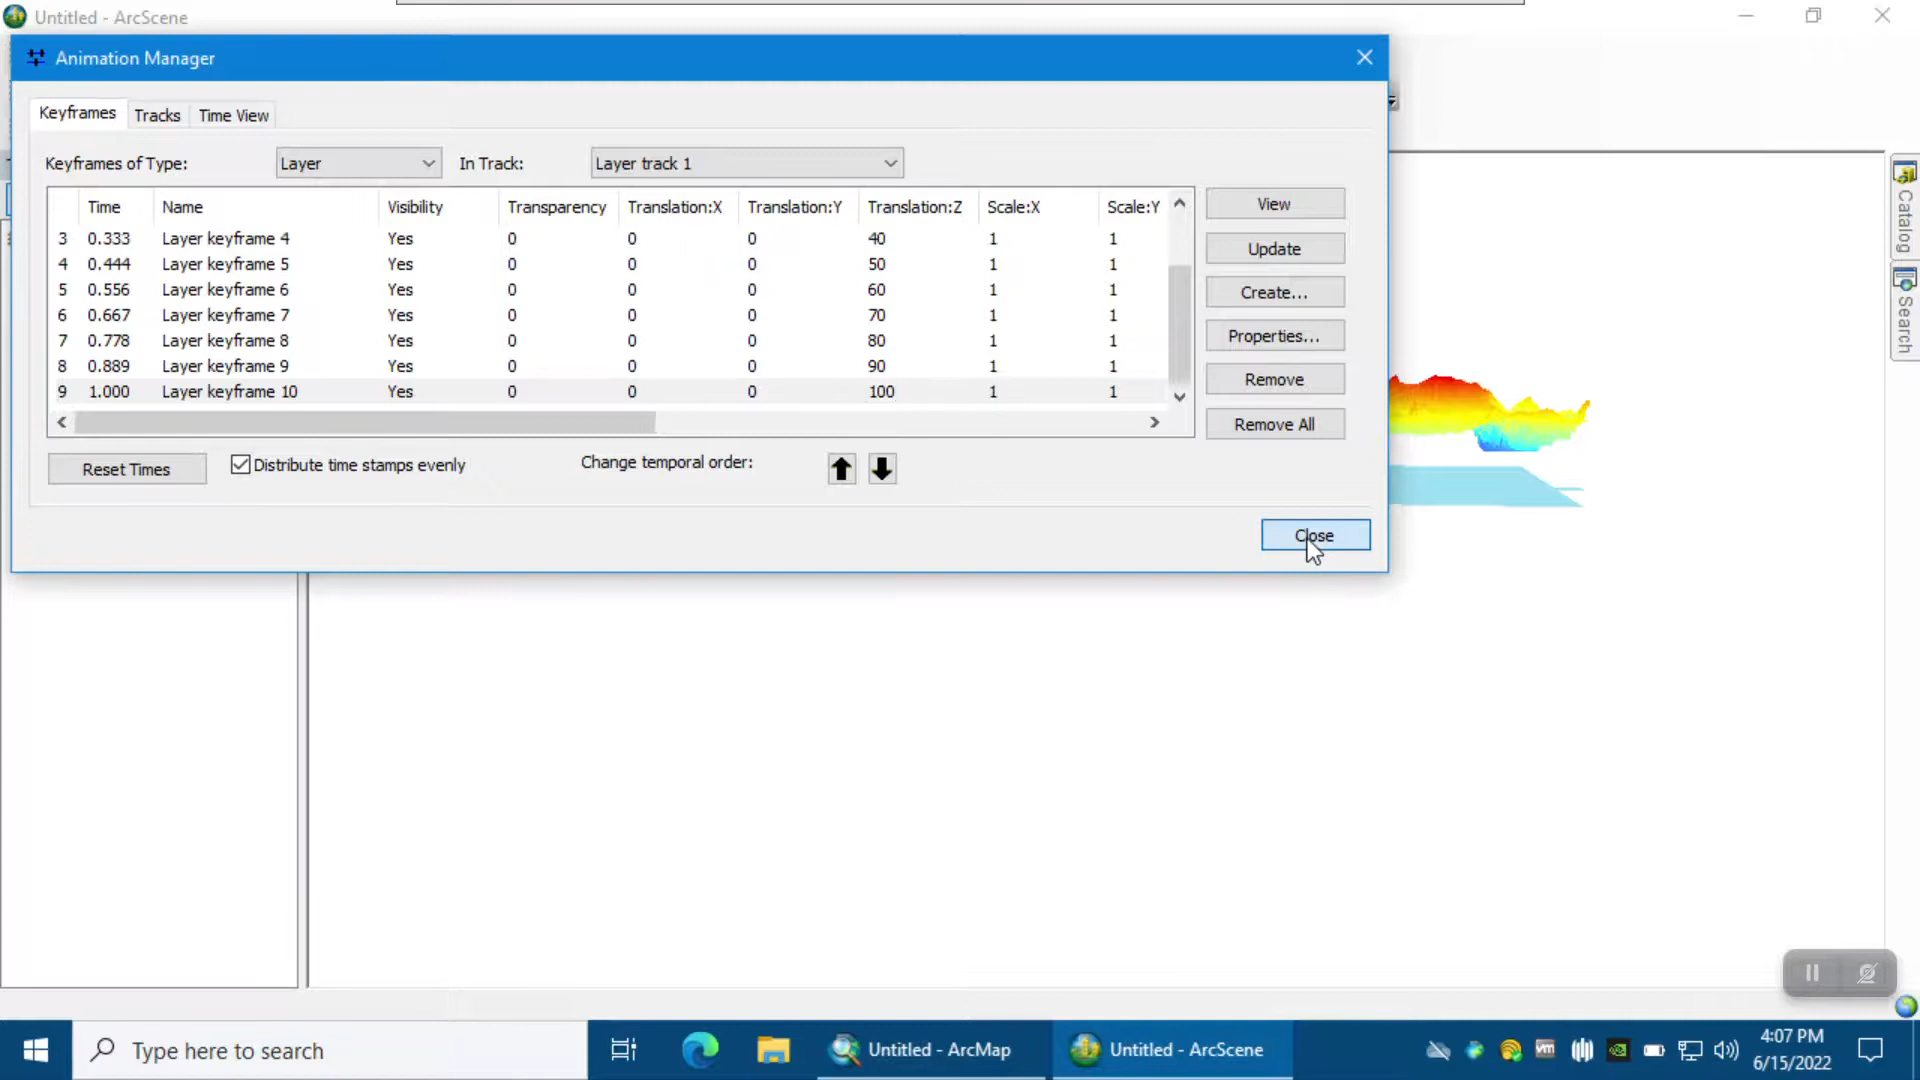 Untitled - ArcScene
Animation Manager
Keyframes Tracks Time View
Keyframes of Type: Layer In Track: Layer track 1
Time Name Visibility Transparency Translation:X Translation:Y Translation:Z Scale:X Scale:Y
3 0.333 Layer keyframe 4 Yes 0 0 0 40 1 1
4 0.444 Layer keyframe 5 Yes 0 0 0 50 1 1
5 0.556 Layer keyframe 6 Yes 0 0 0 60 1 1
6 0.667 Layer keyframe 7 Yes 0 0 0 70 1 1
7 0.778 Layer keyframe 8 Yes 0 0 0 80 1 1
8 0.889 Layer keyframe 9 Yes 0 0 0 90 1 1
9 1.000 Layer keyframe 10 Yes 0 0 0 100 1 1
View
Update
Create...
Properties...
Remove
Remove All
Reset Times Distribute time stamps evenly Change temporal order:
Close
Catalog
Search
Type here to search
Untitled - ArcMap
Untitled - ArcScene
vm
4:07 PM
6/15/2022